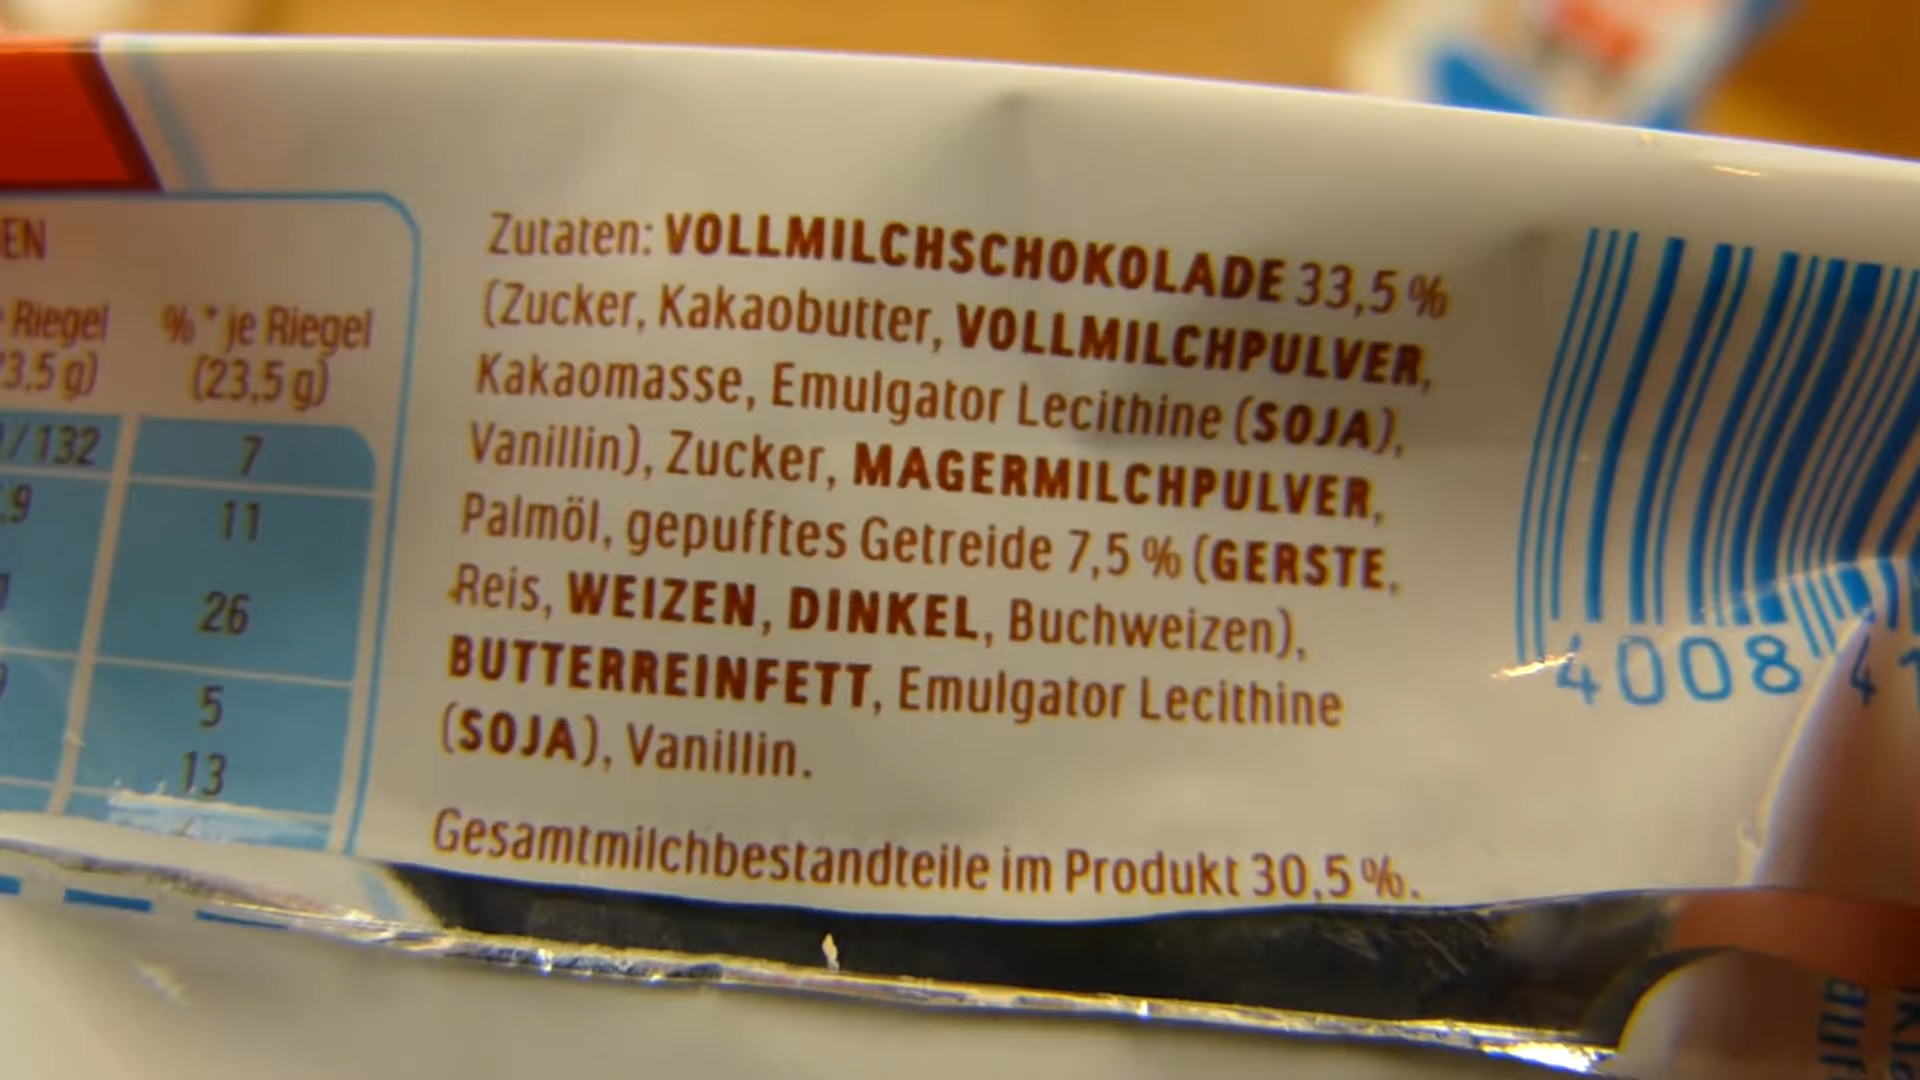 EN
Riegel
3,5 g)
% * je Riegel
(23,5 g)
/ 132
7
9
11
26
5
13
Zutaten: VOLLMILCHSCHOKOLADE 33,5 %
(Zucker, Kakaobutter, VOLLMILCHPULVER,
Kakaomasse, Emulgator Lecithine (SOJA),
Vanillin), Zucker, MAGERMILCHPULVER,
Palmöl, gepufftes Getreide 7,5 % (GERSTE,
Reis, WEIZEN, DINKEL, Buchweizen),
BUTTERREINFETT, Emulgator Lecithine
(SOJA), Vanillin.
Gesamtmilchbestandteile im Produkt 30,5 %.
4008 41